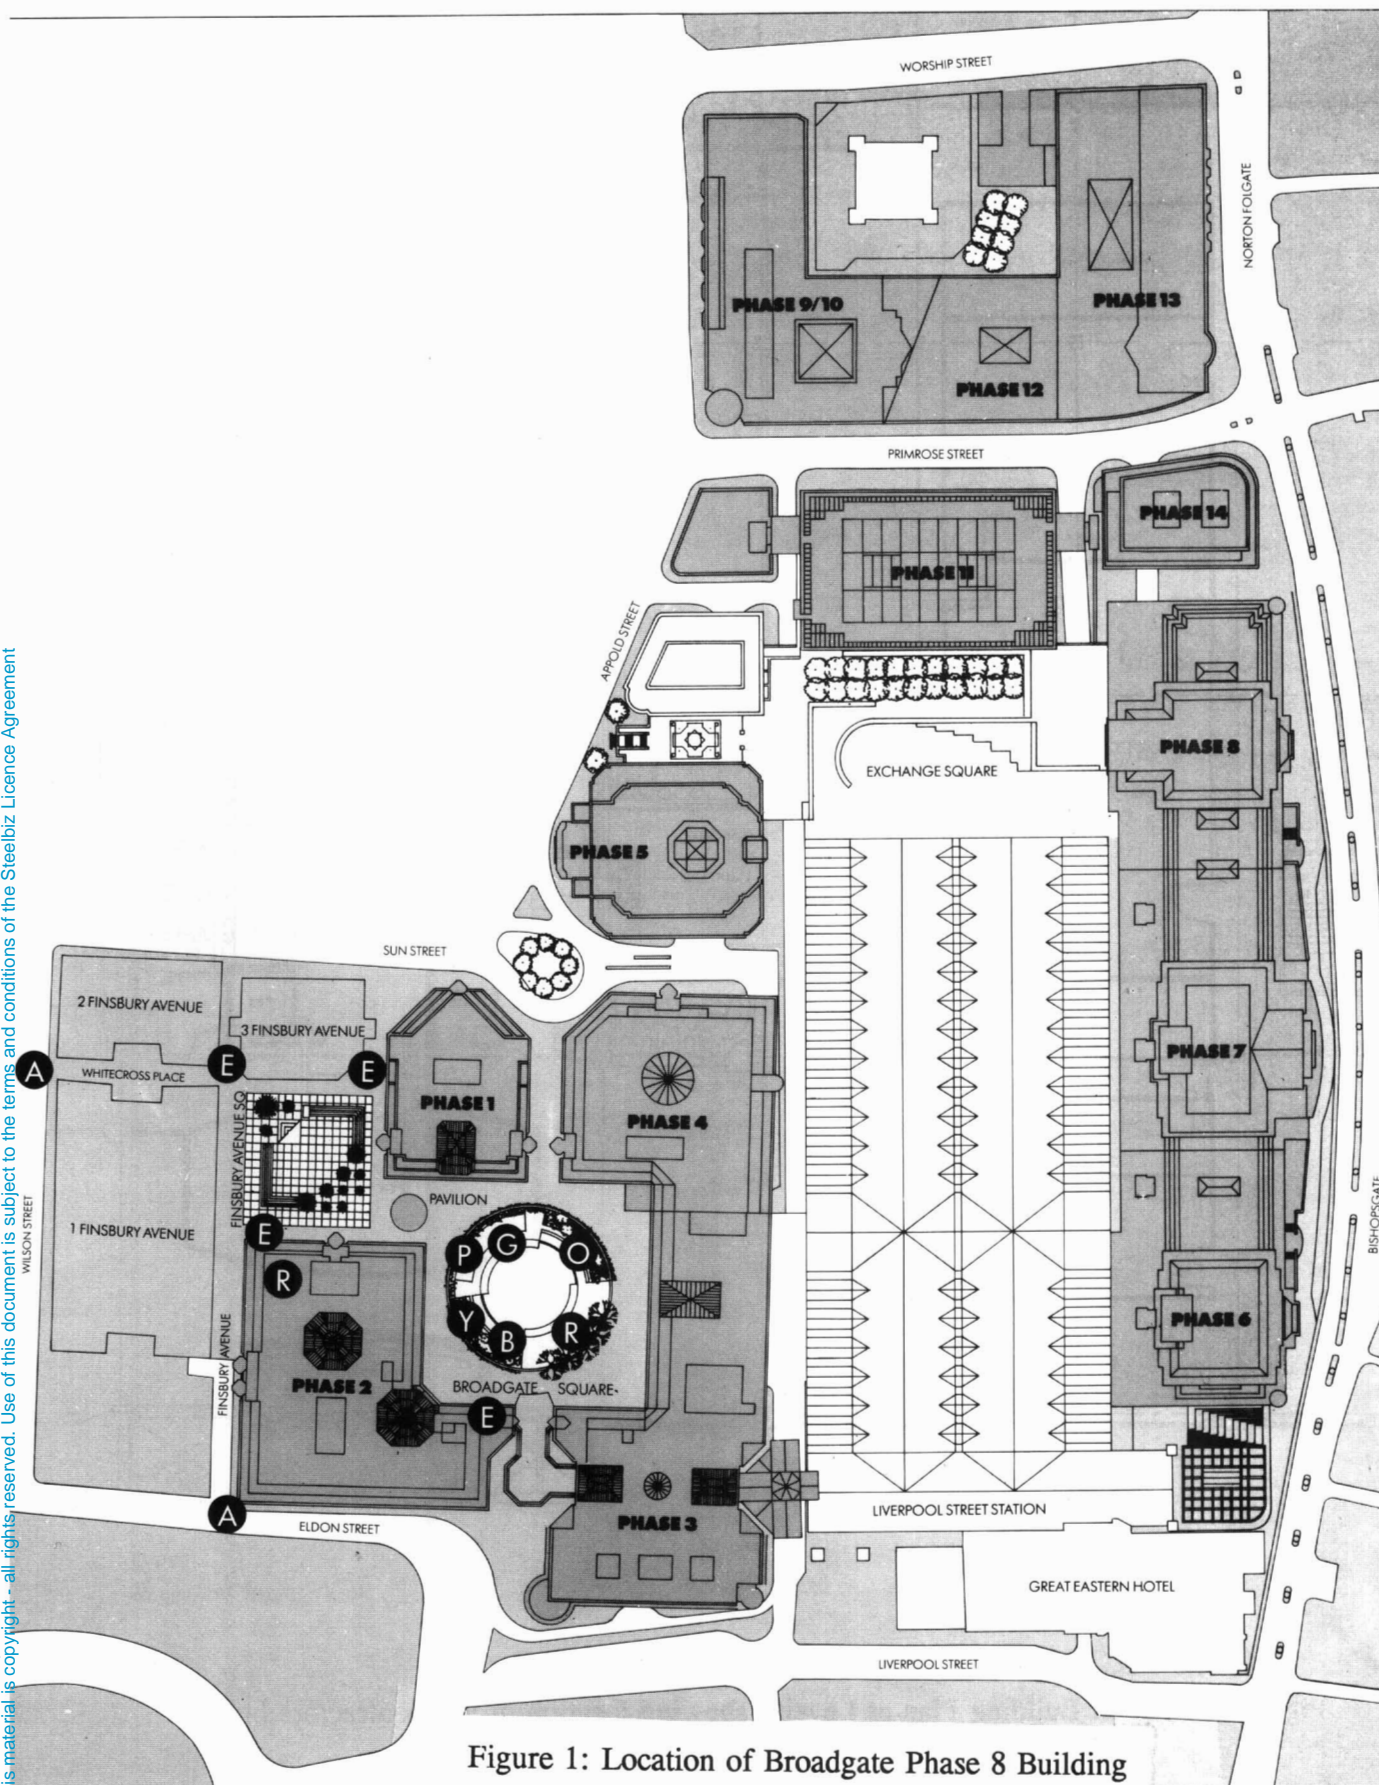 WORSHIP STREET
NORTON FOLGATE
PHASE 9/10
PHASE 13
PHASE 12
PRIMROSE STREET
PHASE 14
PHASE 11
APPOLD STREET
PHASE 8
EXCHANGE SQUARE
PHASE 5
SUN STREET
2 FINSBURY AVENUE
3 FINSBURY AVENUE
A
E
E
WHITECROSS PLACE
PHASE 7
PHASE 1
PHASE 4
FINSBURY AVENUE SQ
PAVILION
WILSON STREET
1 FINSBURY AVENUE
BISHOPSGATE
E
R
P
G
O
Y
B
R
PHASE 6
FINSBURY AVENUE
PHASE 2
BROADGATE SQUARE
E
A
ELDON STREET
PHASE 3
LIVERPOOL STREET STATION
GREAT EASTERN HOTEL
LIVERPOOL STREET
Figure 1: Location of Broadgate Phase 8 Building
is material is copyright - all rights reserved. Use of this document is subject to the terms and conditions of the Steelbiz Licence Agreement